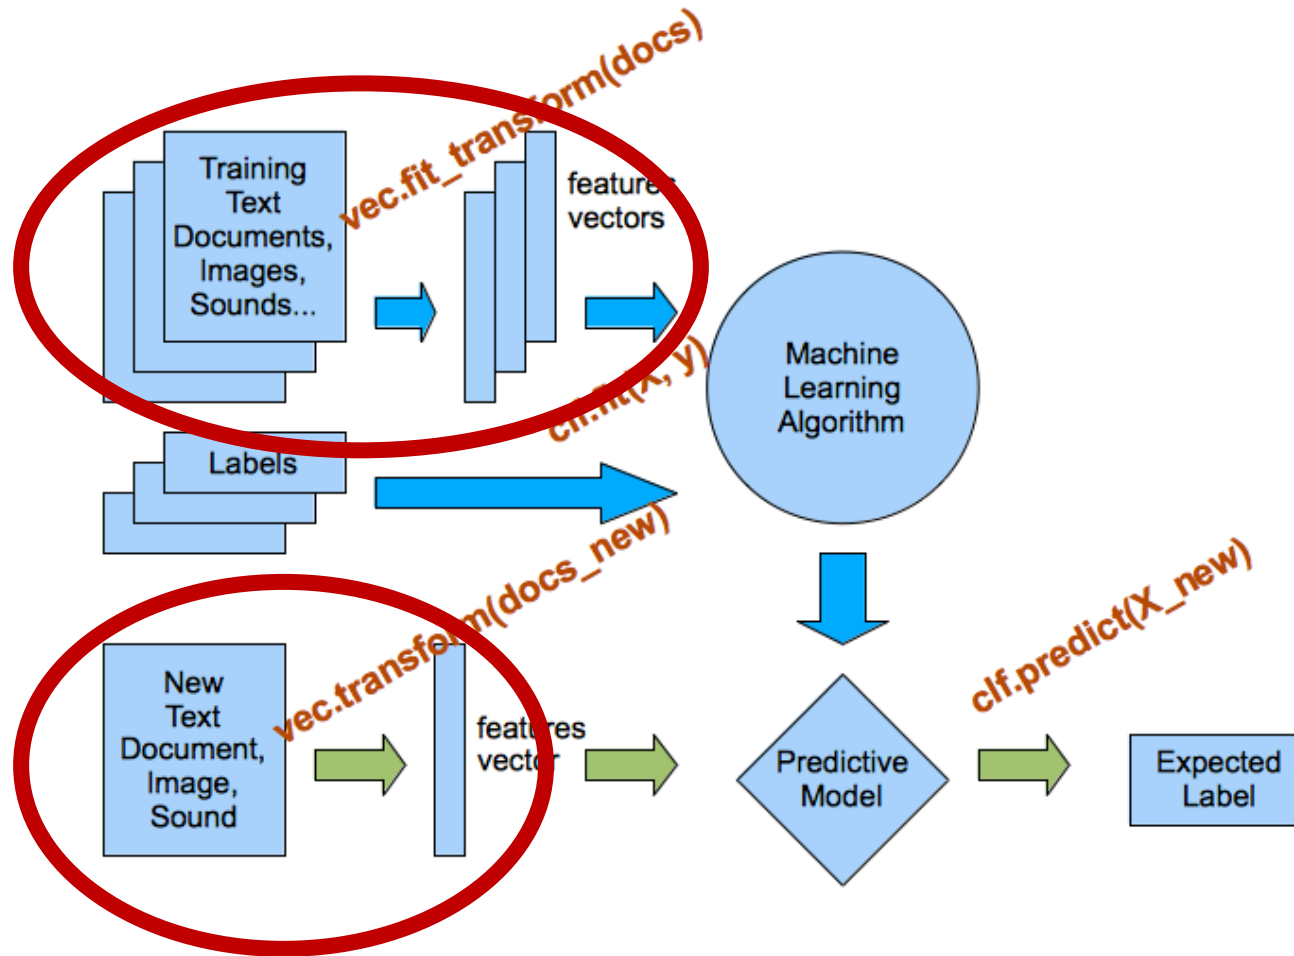 vec.fit_transform(docs)
Training
Text
Documents,
Images,
Sounds...
features
vectors
clf.fit(X, y)
Machine
Learning
Algorithm
Labels
vec.transform(docs_new)
New
Text
Document,
Image,
Sound
features
vector
Predictive
Model
clf.predict(X_new)
Expected
Label